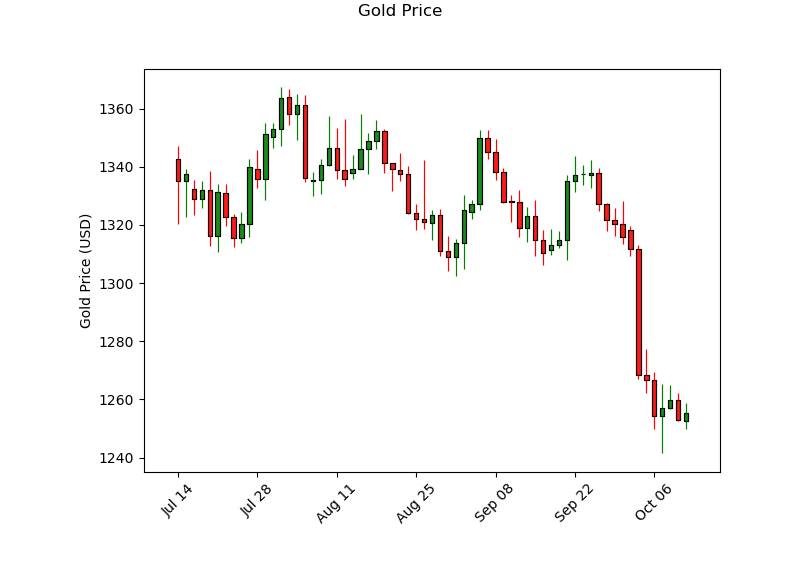 Gold Price
Gold Price (USD)
1360
1340
1320
1300
1280
1260
1240
Jul 14
Jul 28
Aug 11
Aug 25
Sep 08
Sep 22
Oct 06